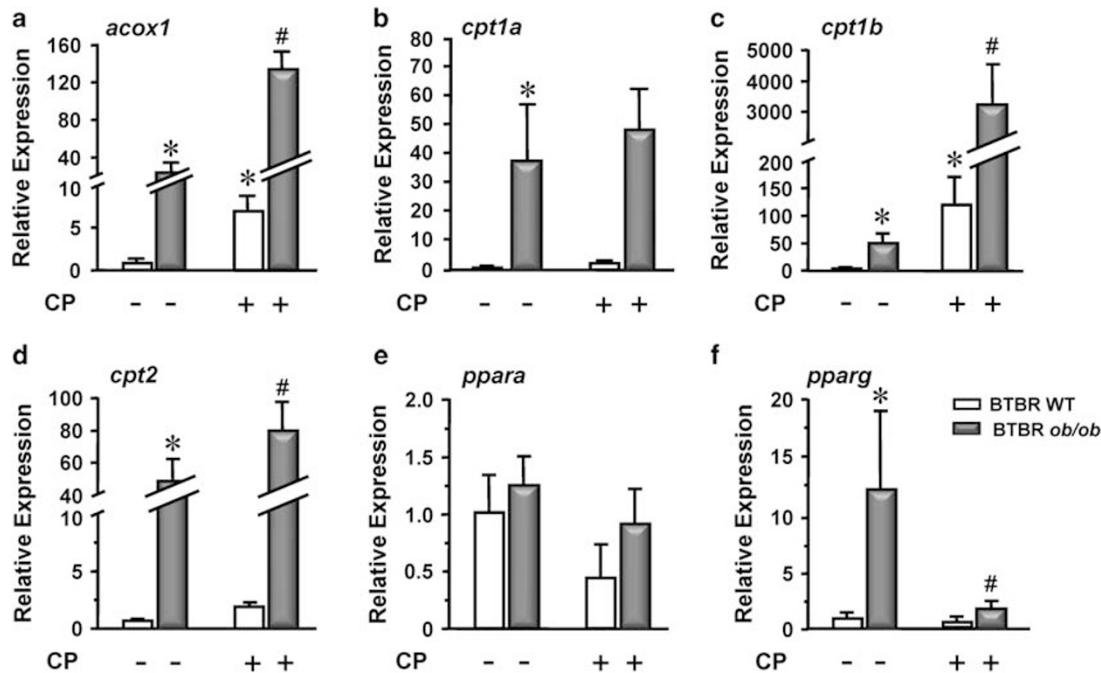 a acox1
Relative Expression
160
120
80
40
10
5
0
*
*
#
CP - - + +
b cpt1a
Relative Expression
80
70
60
50
40
30
20
10
0
*
- - + +
c cpt1b
Relative Expression
5000
3000
1000
200
150
100
50
0
*
*
#
CP - - + +
d cpt2
Relative Expression
100
80
60
40
10
5
0
*
#
CP - - + +
e ppara
Relative Expression
2.0
1.5
1.0
0.5
0
- - + +
f pparg
Relative Expression
20
15
10
5
0
*
#
BTBR WT
BTBR ob/ob
CP - - + +